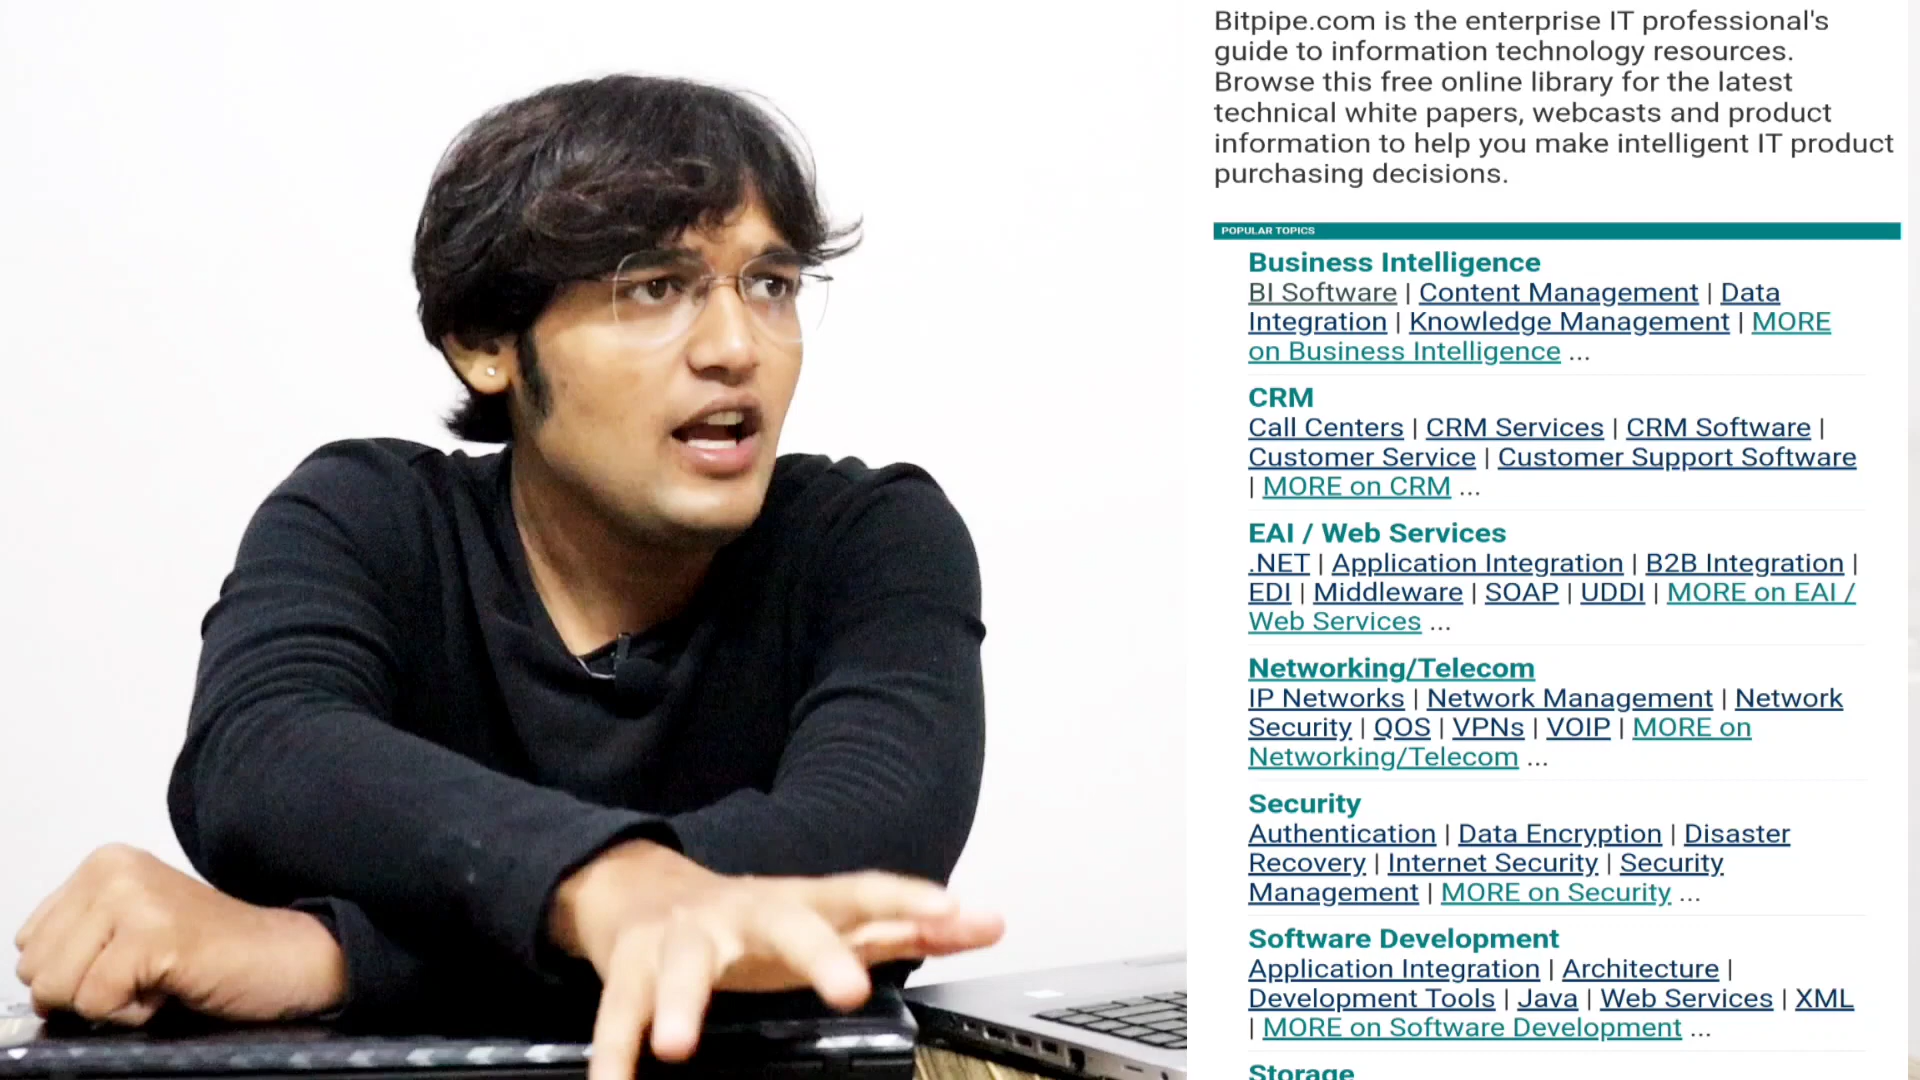 Bitpipe.com is the enterprise IT professional's
guide to information technology resources.
Browse this free online library for the latest
technical white papers, webcasts and product
information to help you make intelligent IT product
purchasing decisions.
POPULAR TOPICS
Business Intelligence
BI Software | Content Management | Data
Integration | Knowledge Management | MORE
on Business Intelligence ...
CRM
Call Centers | CRM Services | CRM Software |
Customer Service | Customer Support Software
| MORE on CRM ...
EAI / Web Services
.NET | Application Integration | B2B Integration |
EDI | Middleware | SOAP | UDDI | MORE on EAI /
Web Services ...
Networking/Telecom
IP Networks | Network Management | Network
Security | QOS | VPNs | VOIP | MORE on
Networking/Telecom ...
Security
Authentication | Data Encryption | Disaster
Recovery | Internet Security | Security
Management | MORE on Security ...
Software Development
Application Integration | Architecture |
Development Tools | Java | Web Services | XML
| MORE on Software Development ...
Storage